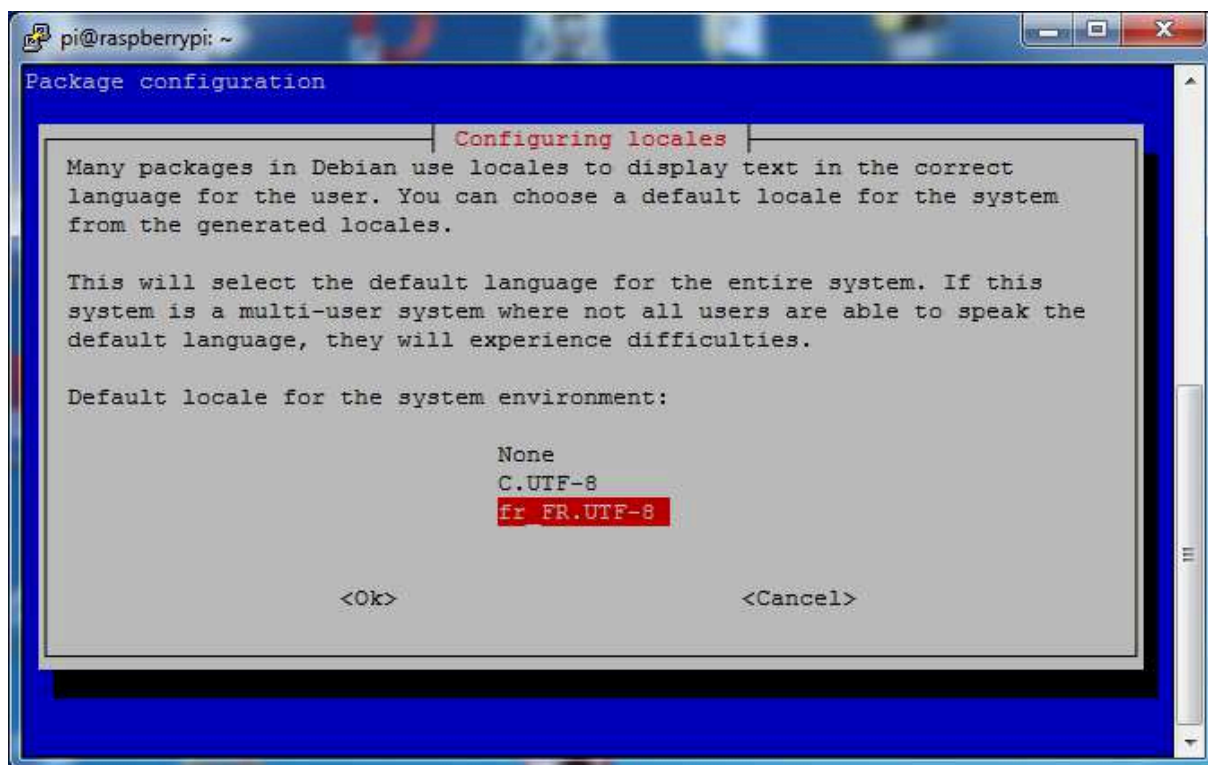 pi@raspberrypi: ~
Package configuration
Configuring locales
Many packages in Debian use locales to display text in the correct
language for the user. You can choose a default locale for the system
from the generated locales.
This will select the default language for the entire system. If this
system is a multi-user system where not all users are able to speak the
default language, they will experience difficulties.
Default locale for the system environment:
None
C.UTF-8
fr_FR.UTF-8
<Ok> <Cancel>